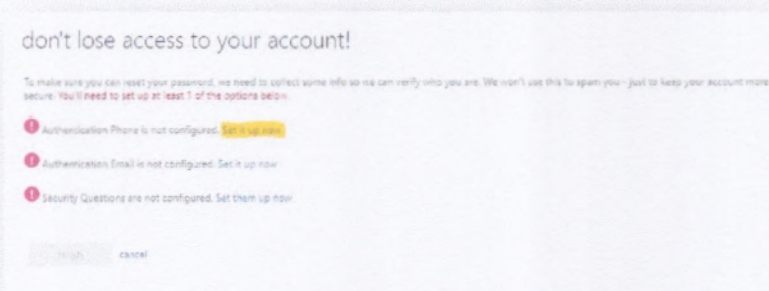 don't lose access to your account!
To make sure you can reset your password, we need to collect some info so we can verify who you are. We won't use this to spam you - just to keep your account more
secure. You'll need to set up at least 1 of the options below.
Authentication Phone is not configured. Set it up now
Authentication Email is not configured. Set it up now
Security Questions are not configured. Set them up now
cancel